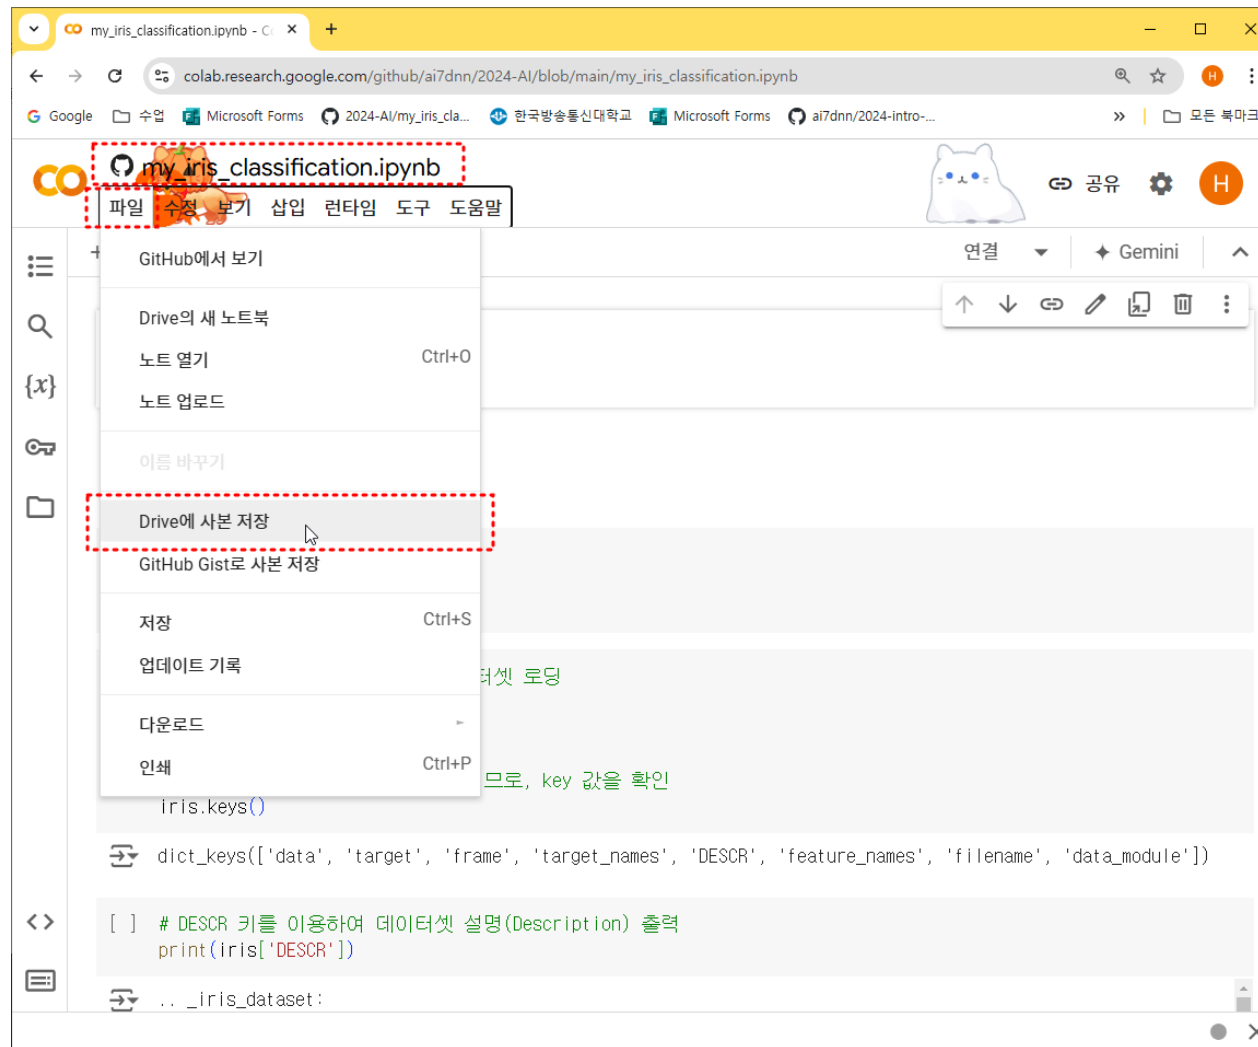 my_iris_classification.ipynb - C
colab.research.google.com/github/ai7dnn/2024-AI/blob/main/my_iris_classification.ipynb
H
Google 수업 Microsoft Forms 2024-AI/my_iris_cla... 한국방송통신대학교 Microsoft Forms ai7dnn/2024-intro-... » 모든 북마크
my_iris_classification.ipynb
공유 H
파일 수정 보기 삽입 런타임 도구 도움말
연결 Gemini
GitHub에서 보기
Drive의 새 노트북
노트 열기 Ctrl+O
노트 업로드
이름 바꾸기
Drive에 사본 저장
GitHub Gist로 사본 저장
저장 Ctrl+S
업데이트 기록
다운로드
인쇄 Ctrl+P
{x}
터셋 로딩
므로, key 값을 확인
iris.keys()
dict_keys(['data', 'target', 'frame', 'target_names', 'DESCR', 'feature_names', 'filename', 'data_module'])
[ ] # DESCR 키를 이용하여 데이터셋 설명(Description) 출력
print(iris['DESCR'])
.. _iris_dataset: